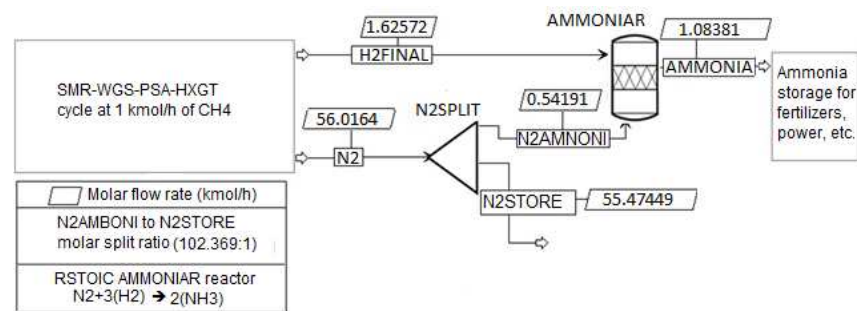 AMMONIAR
1.62572
1.08381
H2FINAL
AMMONIA
SMR-WGS-PSA-HXGT
cycle at 1 kmol/h of CH4
Ammonia
storage for
fertilizers,
power, etc.
0.54191
56.0164
N2SPLIT
N2AMNONI
N2
N2STORE
55.47449
Molar flow rate (kmol/h)
N2AMBONI to N2STORE
molar split ratio (102.369:1)
RSTOIC AMMONIAR reactor
N2+3(H2) ➔ 2(NH3)